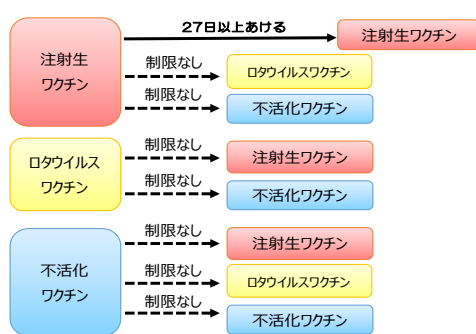 27日以上あける
注射生
ワクチン
注射生ワクチン
制限なし
ロタウイルスワクチン
制限なし
不活化ワクチン
ロタウイルス
ワクチン
制限なし
注射生ワクチン
制限なし
不活化ワクチン
不活化
ワクチン
制限なし
注射生ワクチン
制限なし
ロタウイルスワクチン
制限なし
不活化ワクチン